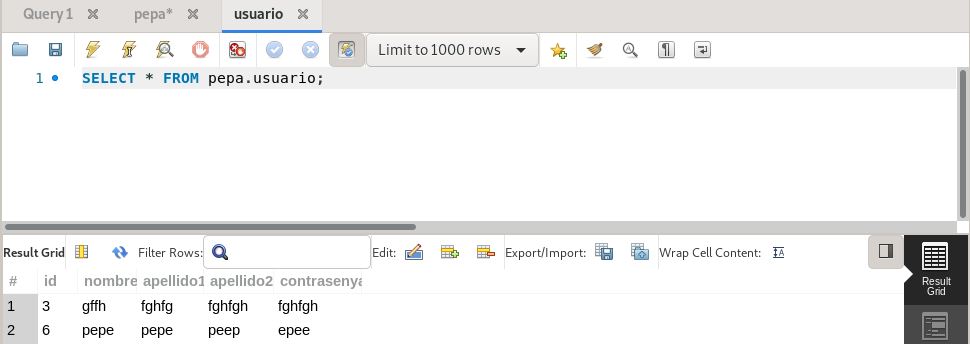 Query 1 pepa* usuario
Limit to 1000 rows
1 SELECT * FROM pepa.usuario;
Result Grid Filter Rows: Edit: Export/Import: Wrap Cell Content:
# id nombre apellido1 apellido2 contraseny
1 3 gffh fghfg fghfgh fghfgh
2 6 pepe pepe peep epee
Result
Grid